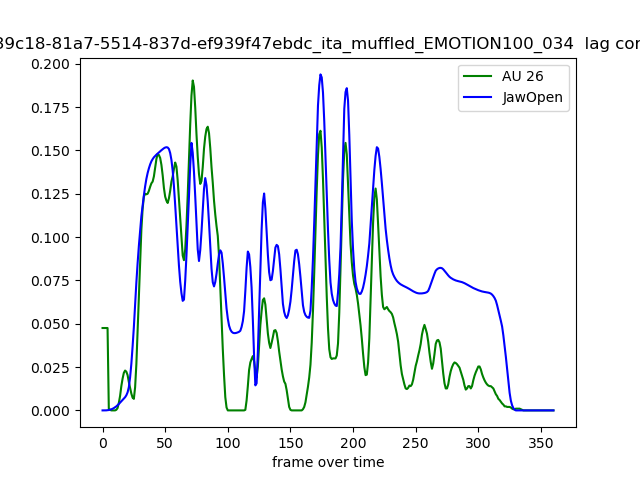 39c18-81a7-5514-837d-ef939f47ebdc_ita_muffled_EMOTION100_034 lag cor
AU 26
JawOpen
0.200
0.175
0.150
0.125
0.100
0.075
0.050
0.025
0.000
0 50 100 150 200 250 300 350
frame over time